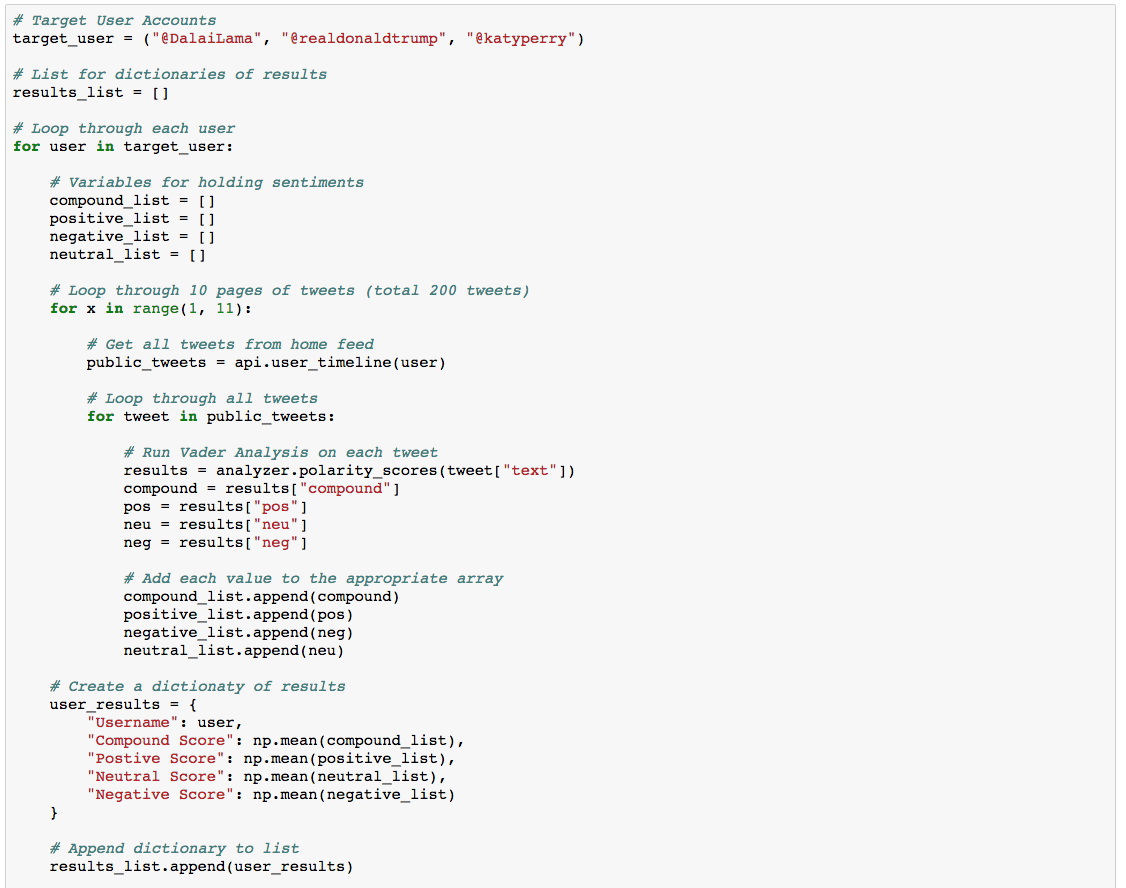 # Target User Accounts
target_user = ("@DalaiLama", "@realdonaldtrump", "@katyperry")

# List for dictionaries of results
results_list = []

# Loop through each user
for user in target_user:

    # Variables for holding sentiments
    compound_list = []
    positive_list = []
    negative_list = []
    neutral_list = []

    # Loop through 10 pages of tweets (total 200 tweets)
    for x in range(1, 11):

        # Get all tweets from home feed
        public_tweets = api.user_timeline(user)

        # Loop through all tweets
        for tweet in public_tweets:

            # Run Vader Analysis on each tweet
            results = analyzer.polarity_scores(tweet["text"])
            compound = results["compound"]
            pos = results["pos"]
            neu = results["neu"]
            neg = results["neg"]

            # Add each value to the appropriate array
            compound_list.append(compound)
            positive_list.append(pos)
            negative_list.append(neg)
            neutral_list.append(neu)

    # Create a dictionaty of results
    user_results = {
        "Username": user,
        "Compound Score": np.mean(compound_list),
        "Postive Score": np.mean(positive_list),
        "Neutral Score": np.mean(neutral_list),
        "Negative Score": np.mean(negative_list)
    }

    # Append dictionary to list
    results_list.append(user_results)